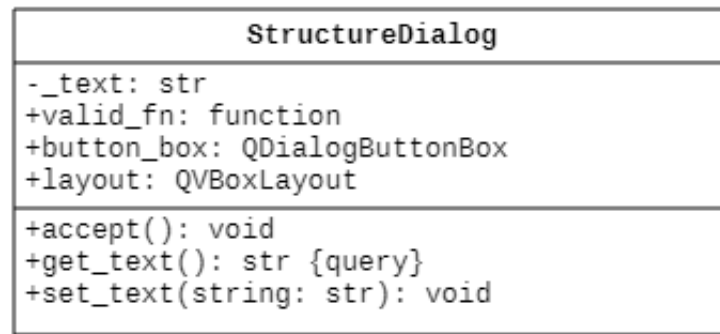 StructureDialog
-_text: str
+valid_fn: function
+button_box: QDialogButtonBox
+layout: QVBoxLayout
+accept(): void
+get_text(): str {query}
+set_text(string: str): void